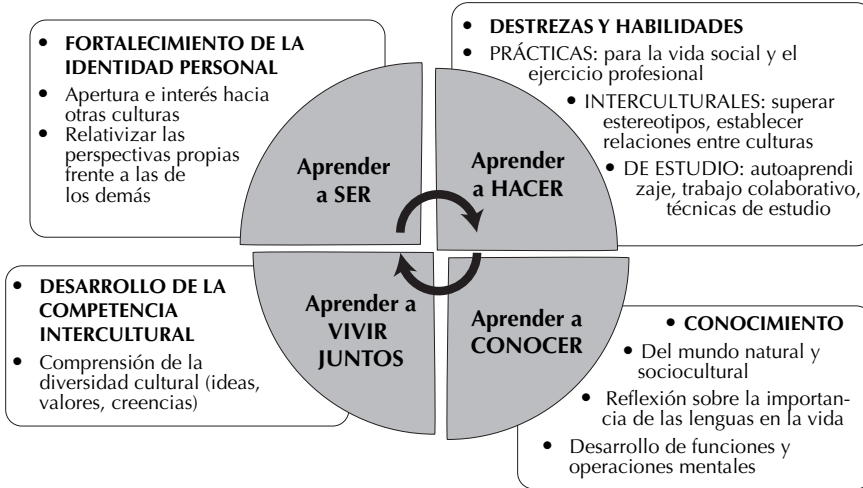 • FORTALECIMIENTO DE LA
IDENTIDAD PERSONAL
• Apertura e interés hacia
otras culturas
• Relativizar las
perspectivas propias
frente a las de
los demás
• DESTREZAS Y HABILIDADES
• PRÁCTICAS: para la vida social y el
ejercicio profesional
• INTERCULTURALES: superar
estereotipos, establecer
relaciones entre culturas
• DE ESTUDIO: autoaprendi
zaje, trabajo colaborativo,
técnicas de estudio
Aprender
a SER
Aprender
a HACER
Aprender a
VIVIR
JUNTOS
Aprender a
CONOCER
• DESARROLLO DE LA
COMPETENCIA
INTERCULTURAL
• Comprensión de la
diversidad cultural (ideas,
valores, creencias)
• CONOCIMIENTO
• Del mundo natural y
sociocultural
• Reflexión sobre la importan-
cia de las lenguas en la vida
• Desarrollo de funciones y
operaciones mentales